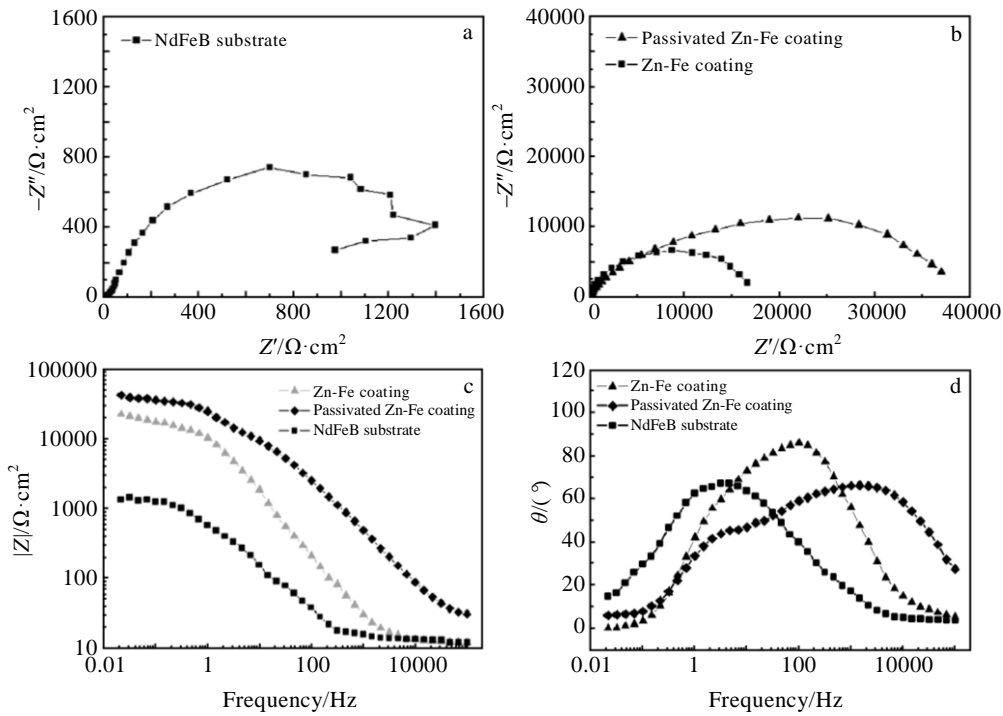 1600
1200
800
400
0
NdFeB substrate
a
−Z″/Ω·cm²
0 400 800 1200 1600
Z′/Ω·cm²
40000
30000
20000
10000
0
Passivated Zn-Fe coating
Zn-Fe coating
b
−Z″/Ω·cm²
0 10000 20000 30000 40000
Z′/Ω·cm²
100000
10000
1000
100
10
Zn-Fe coating
Passivated Zn-Fe coating
NdFeB substrate
c
|Z|/Ω·cm²
0.01 1 100 10000
Frequency/Hz
120
100
80
60
40
20
0
Zn-Fe coating
Passivated Zn-Fe coating
NdFeB substrate
d
θ/(°)
0.01 1 100 10000
Frequency/Hz